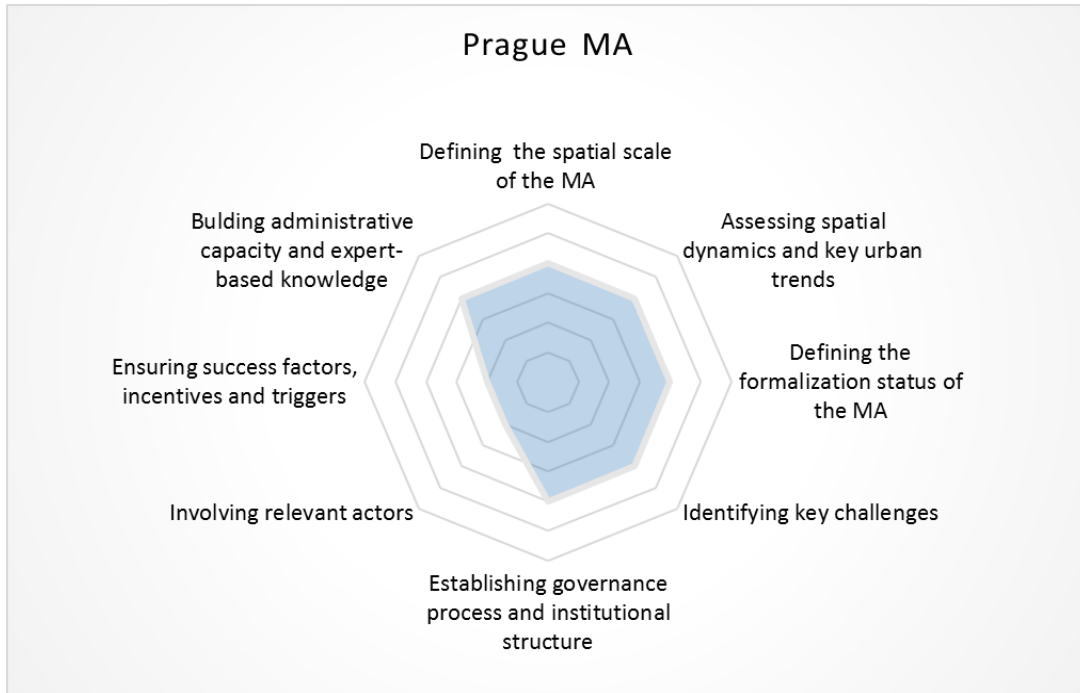 Prague MA
Defining the spatial scale
of the MA
Assessing spatial
dynamics and key urban
trends
Defining the
formalization status of
the MA
Identifying key challenges
Establishing governance
process and institutional
structure
Involving relevant actors
Ensuring success factors,
incentives and triggers
Bulding administrative
capacity and expert-
based knowledge